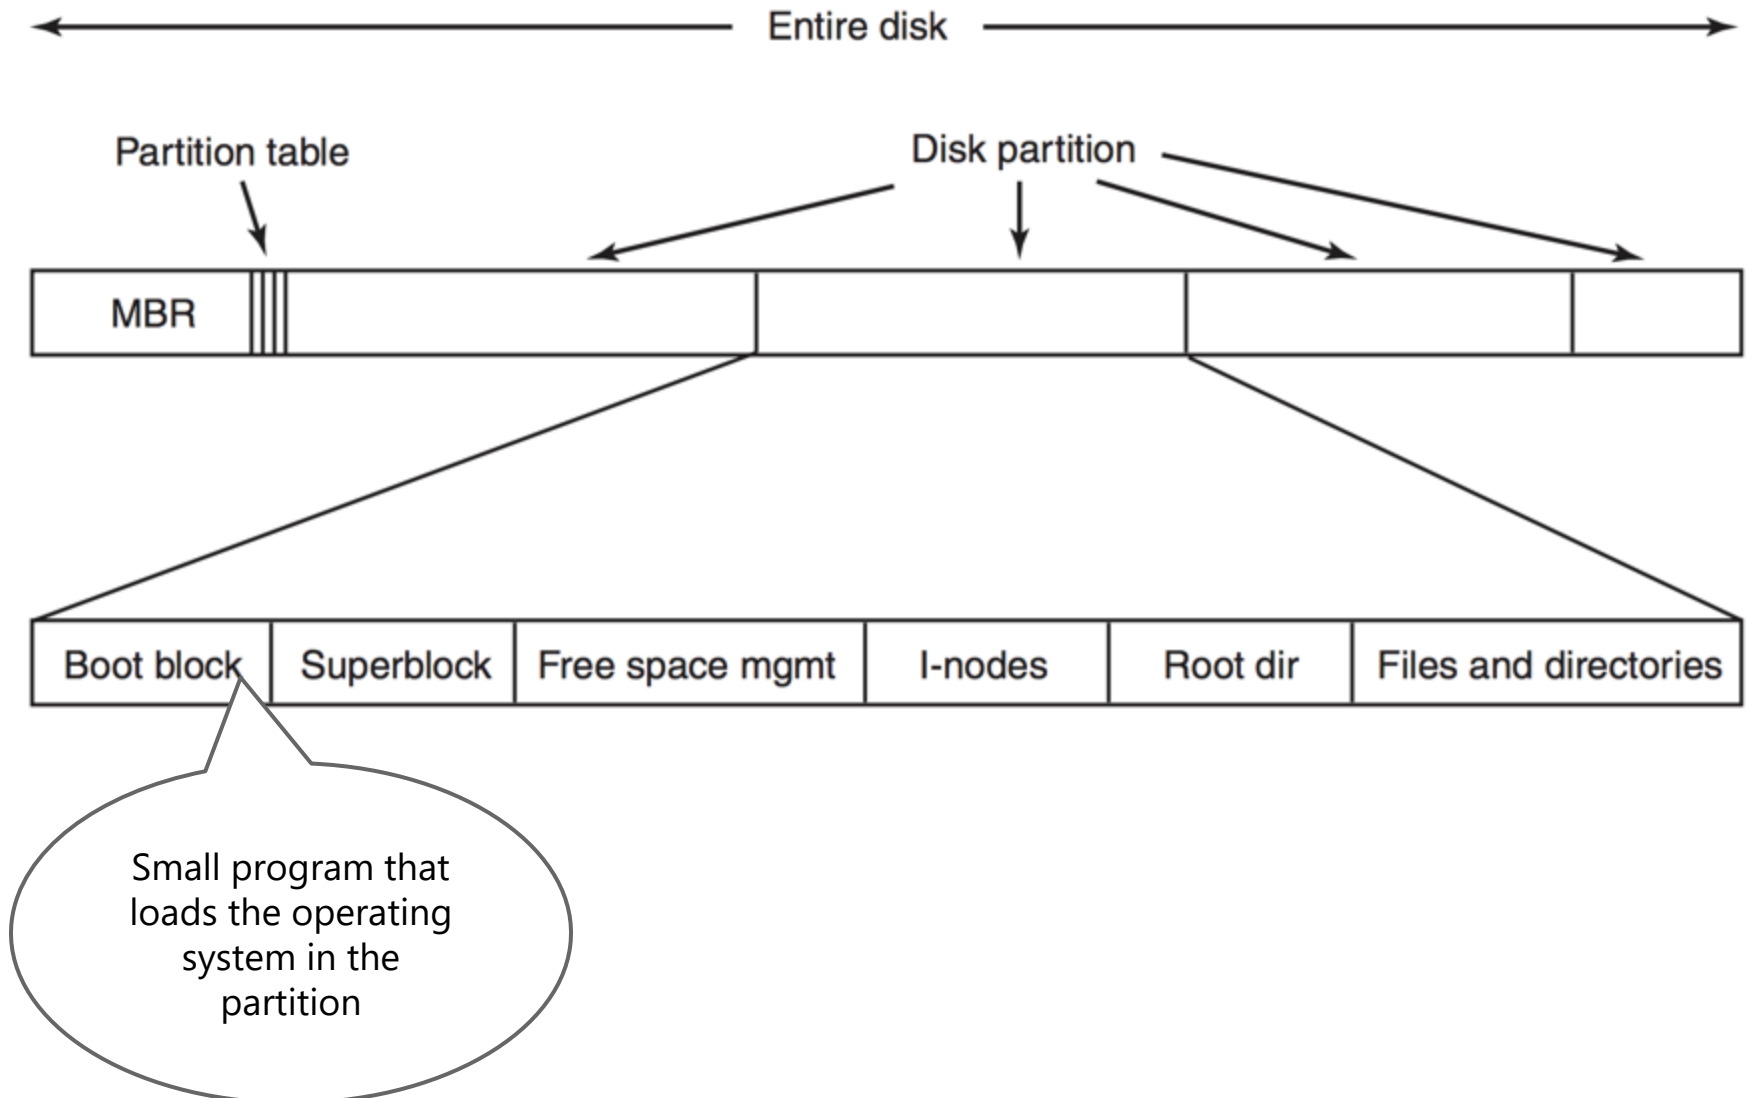 Entire disk
Partition table
Disk partition
MBR
Boot block
Superblock
Free space mgmt
I-nodes
Root dir
Files and directories
Small program that
loads the operating
system in the
partition